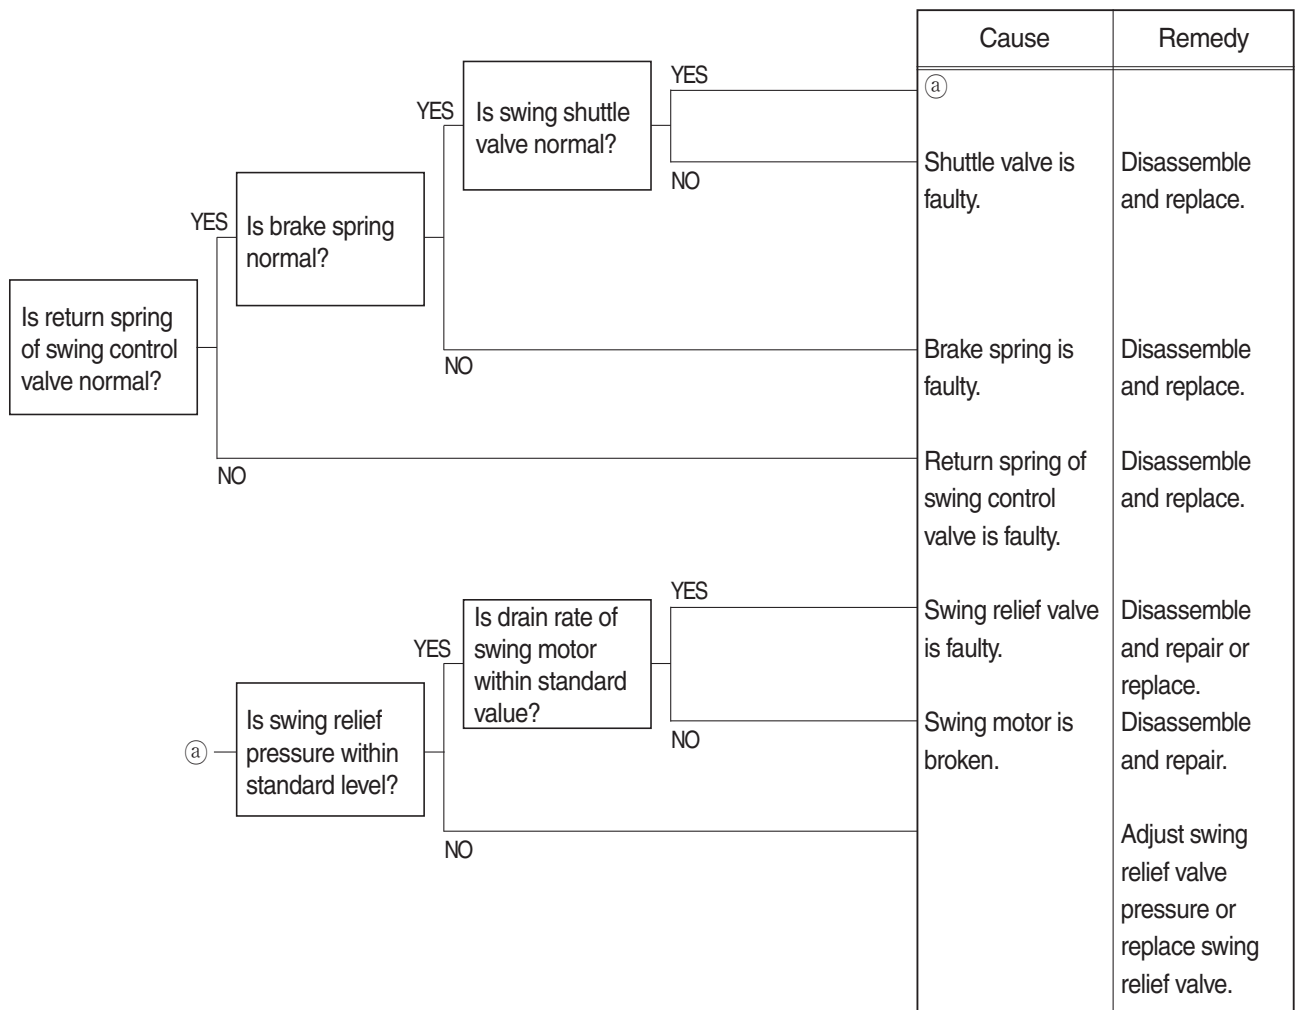 Cause
Remedy
YES
ⓐ
YES
Is swing shuttle
valve normal?
NO
Shuttle valve is
faulty.
Disassemble
and replace.
YES
Is brake spring
normal?
Is return spring
of swing control
valve normal?
NO
Brake spring is
faulty.
Disassemble
and replace.
NO
Return spring of
swing control
valve is faulty.
Disassemble
and replace.
YES
Is drain rate of
swing motor
within standard
value?
YES
Swing relief valve
is faulty.
Disassemble
and repair or
replace.
ⓐ
Is swing relief
pressure within
standard level?
NO
Swing motor is
broken.
Disassemble
and repair.
NO
Adjust swing
relief valve
pressure or
replace swing
relief valve.